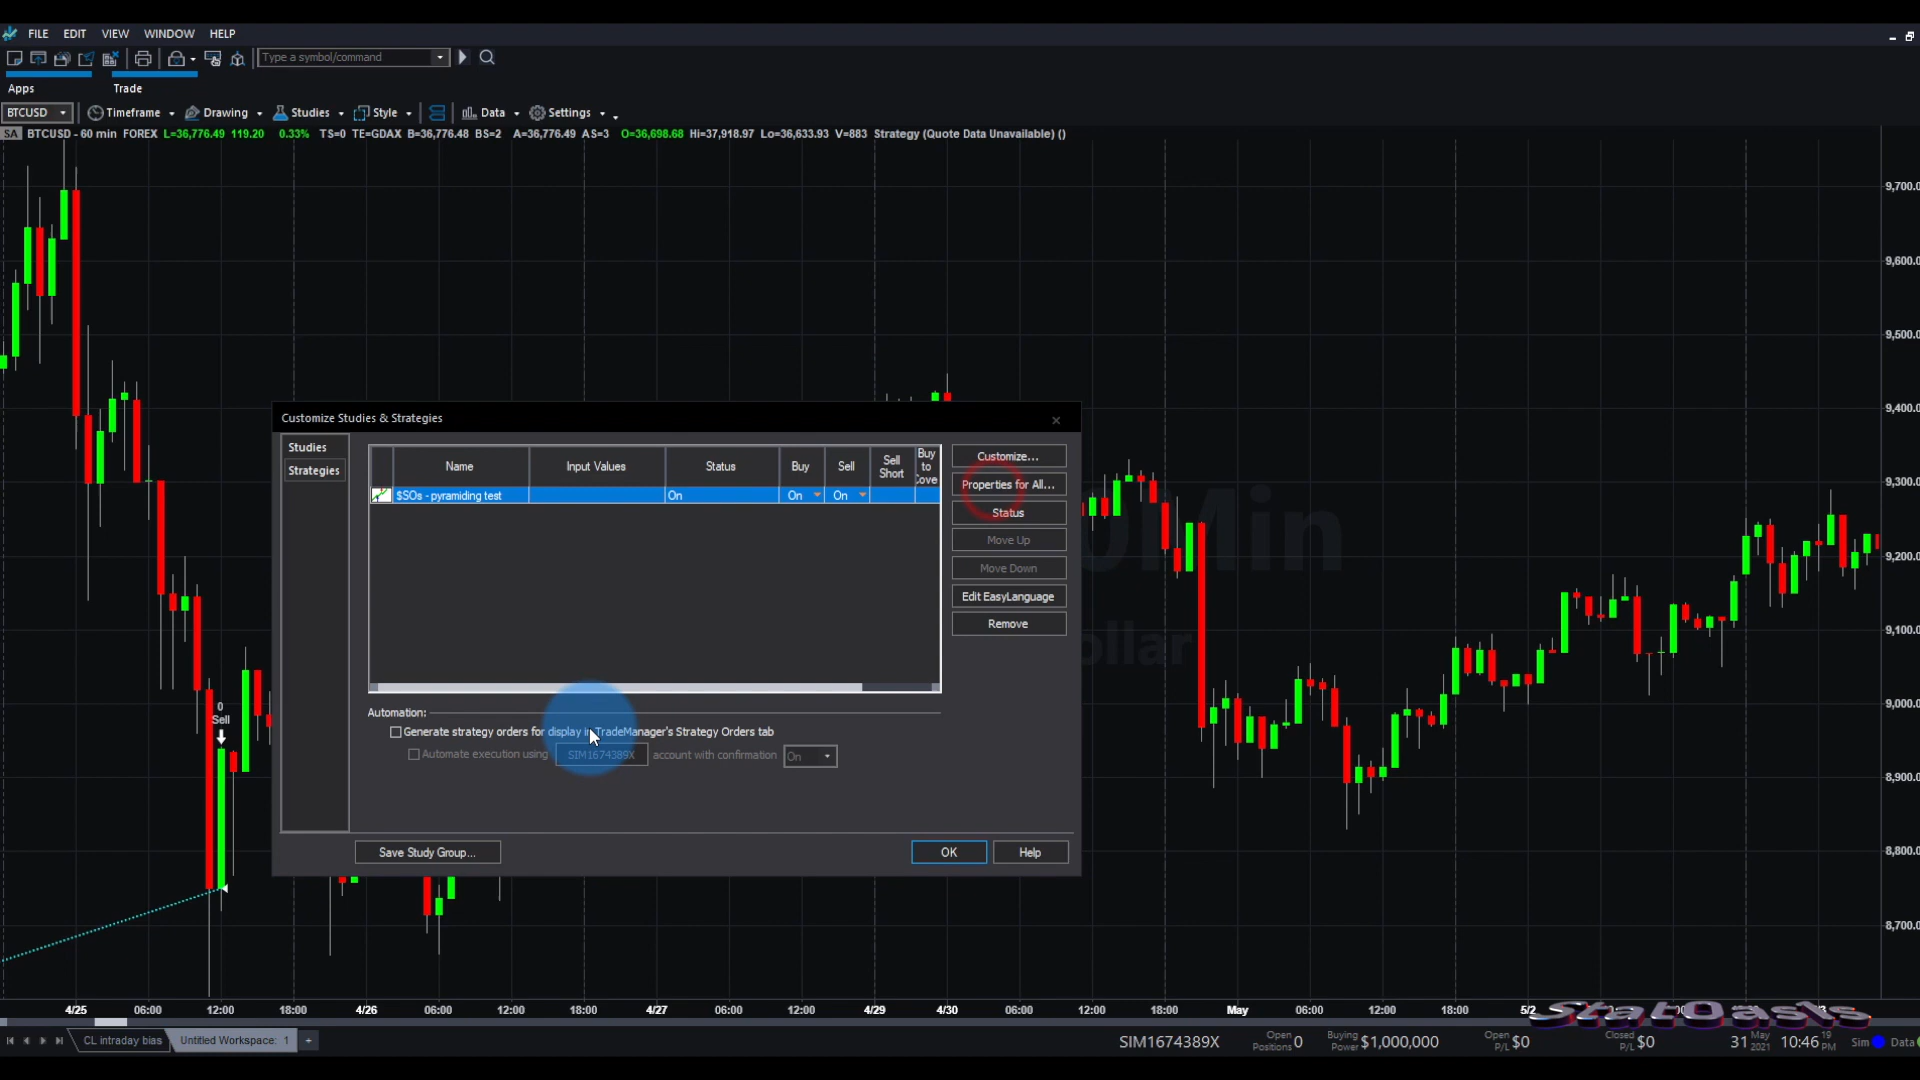 FILE EDIT VIEW WINDOW HELP
Type a symbol/command
Apps Trade
BTCUSD Timeframe Drawing Studies Style Data Settings
SA BTCUSD - 60 min FOREX L=36,776.49 119.20 0.33% TS=0 TE=GDAX B=36,776.48 BS=2 A=36,776.49 AS=3 O=36,698.68 Hi=37,918.97 Lo=36,633.93 V=883 Strategy (Quote Data Unavailable) ()
9,700.0
9,600.0
9,500.0
9,400.0
9,300.0
9,200.0
9,100.0
9,000.0
8,900.0
8,800.0
8,700.0
0Min
ollar
0
Sell
Customize Studies & Strategies
Studies
Strategies
Name Input Values Status Buy Sell Sell Short Buy to Cove
$SOs - pyramiding test On On On
Customize...
Properties for All...
Status
Move Up
Move Down
Edit EasyLanguage
Remove
Automation:
Generate strategy orders for display in TradeManager's Strategy Orders tab
Automate execution using SIM1674389X account with confirmation On
Save Study Group... OK Help
4/25 06:00 12:00 18:00 4/26 06:00 12:00 18:00 4/27 06:00 12:00 4/29 4/30 06:00 12:00 18:00 May 06:00 12:00 18:00 5/2
StatOasis
CL intraday bias Untitled Workspace: 1 +
SIM1674389X Open Positions 0 Buying Power $1,000,000 Open P/L $0 Closed P/L $0 31 May 2021 10:46 19 PM Sim Data